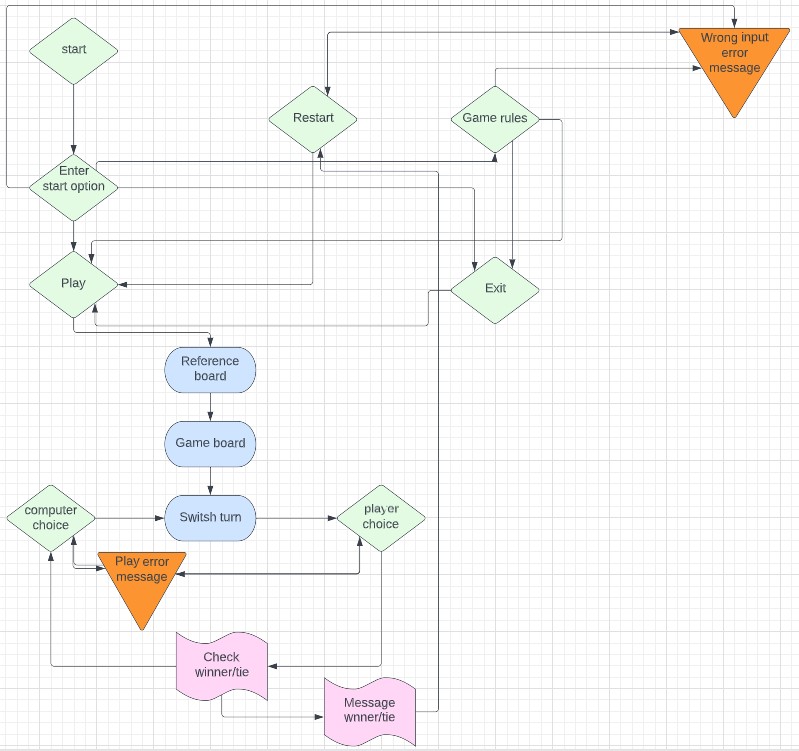 start
Wrong input
error
message
Restart
Game rules
Enter
start option
Play
Exit
Reference
board
Game board
computer
choice
Switsh turn
player
choice
Play error
message
Check
winner/tie
Message
wnner/tie